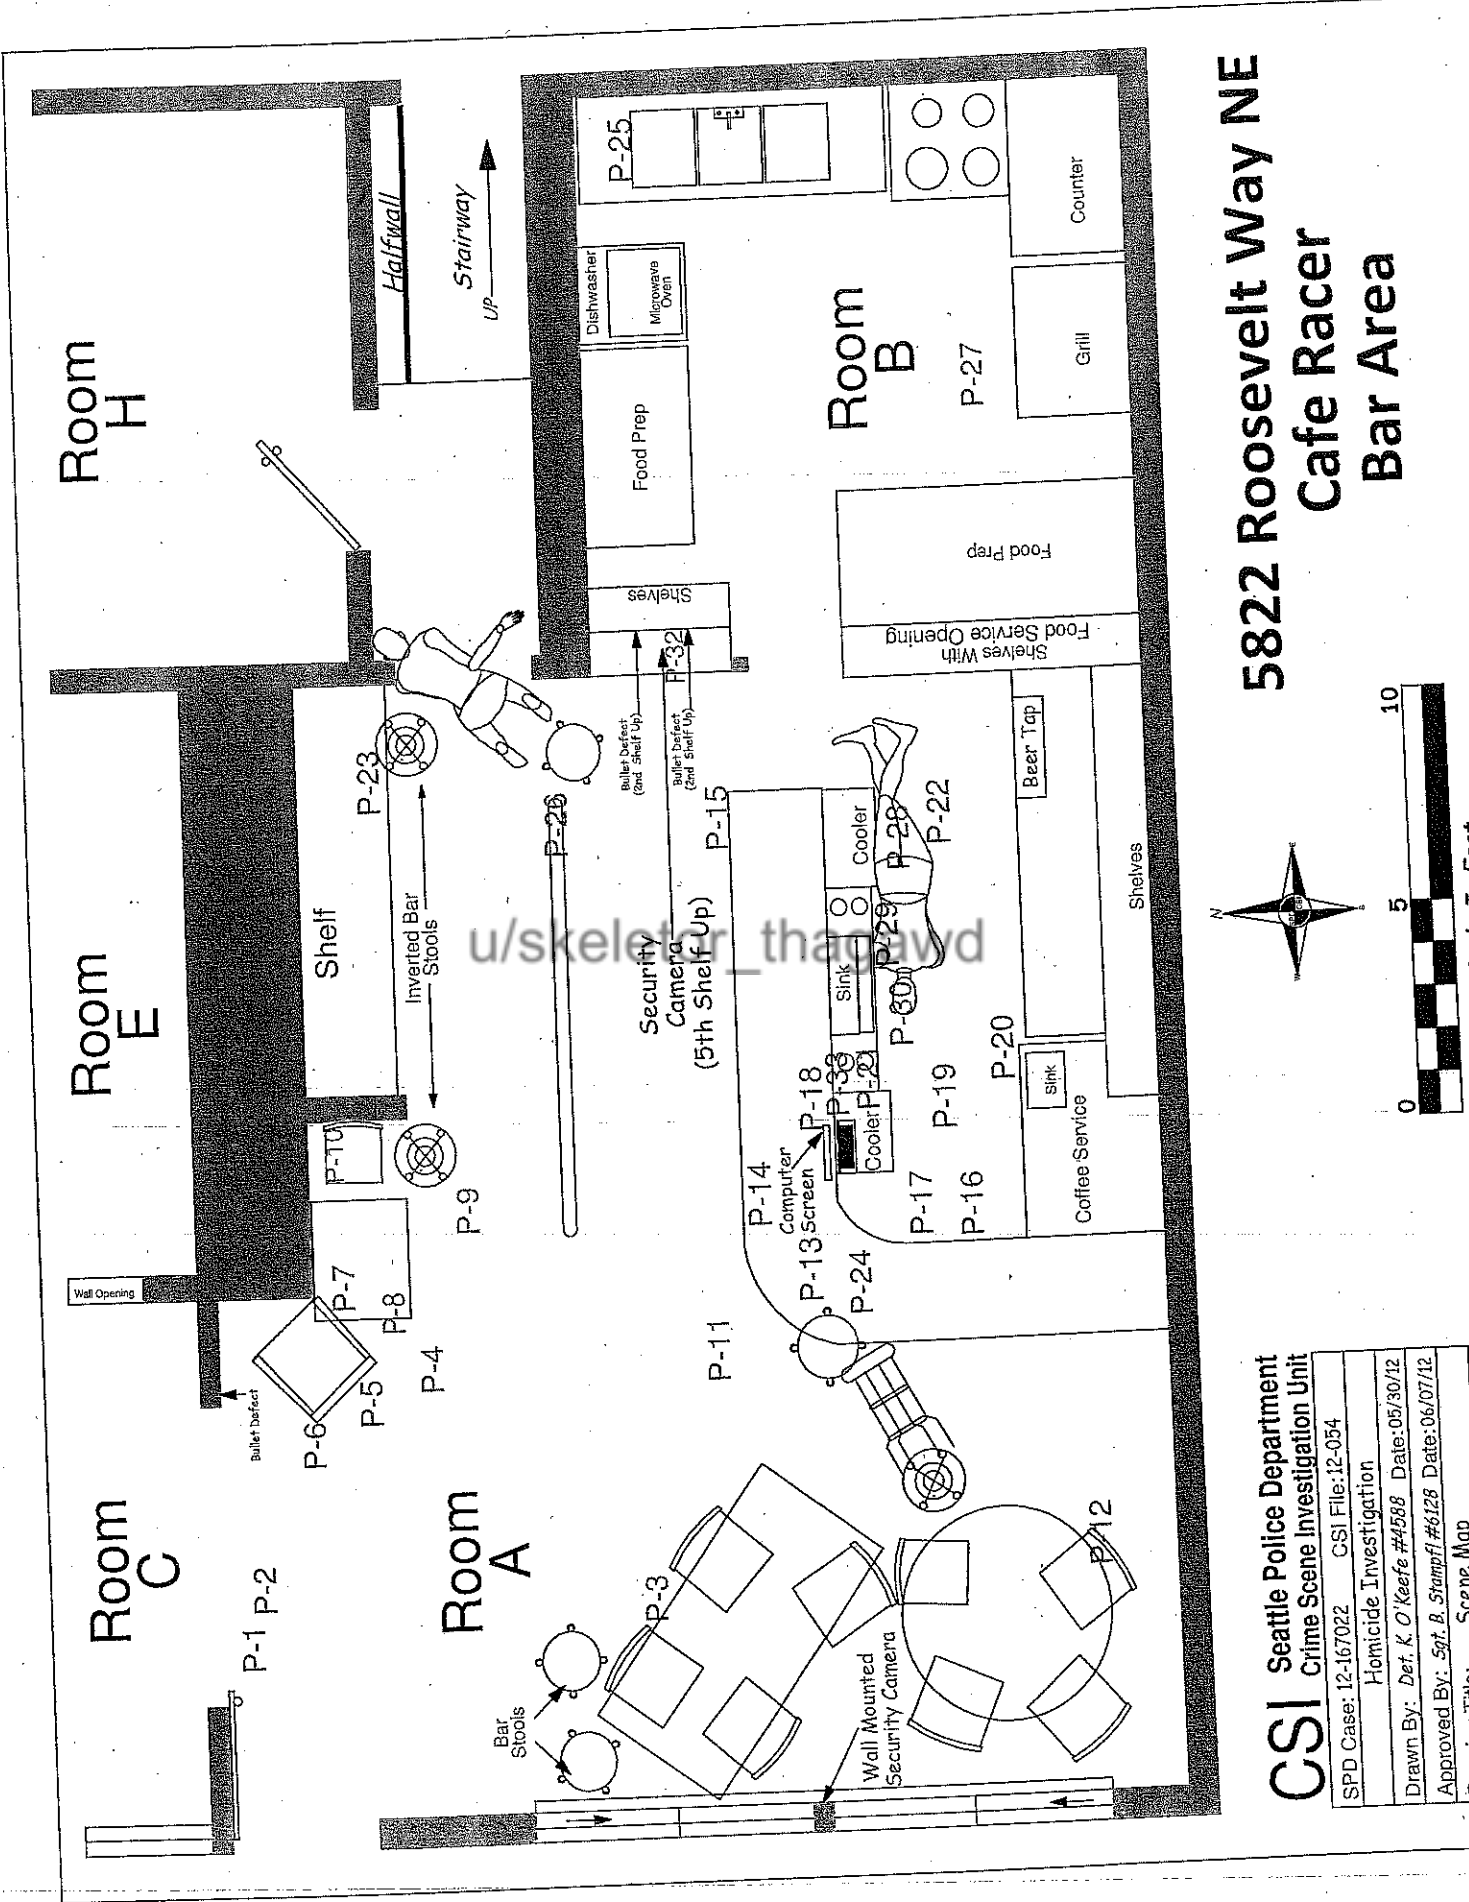 Room
H
Halfwall
Stairway
UP
P-25
Counter
Dishwasher
Microwave
Oven
Food Prep
Room
B
P-27
Grill
Food Prep
Shelves
Shelves With
Food Service Opening
P-32
Bullet Defect
(2nd Shelf Up)
Bullet Defect
(2nd Shelf Up)
Security
Camera
(5th Shelf Up)
Room
E
Shelf
Inverted Bar
Stools
P-23
P-26
P-15
Cooler
P-28
P-22
Beer Tap
Shelves
Sink
P-29
P-30
P-20
P-18
P-33
P-21
Cooler
P-19
Sink
Coffee Service
P-14
Computer
Screen
P-13
P-24
P-17
P-16
P-10
P-9
Wall Opening
P-7
P-8
P-4
P-5
P-6
Bullet Defect
P-11
Room
C
P-1
P-2
Room
A
P-3
P-12
Bar
Stools
Wall Mounted
Security Camera
u/skeletor_thagawd
5822 Roosevelt Way NE
Cafe Racer
Bar Area
N
0
5
10
CSI
Seattle Police Department
Crime Scene Investigation Unit
SPD Case: 12-167022 CSI File: 12-054
Homicide Investigation
Drawn By: Det. K. O'Keefe #4588 Date: 05/30/12
Approved By: Sgt. B. Stampfl #6128 Date: 06/07/12
Scene Map